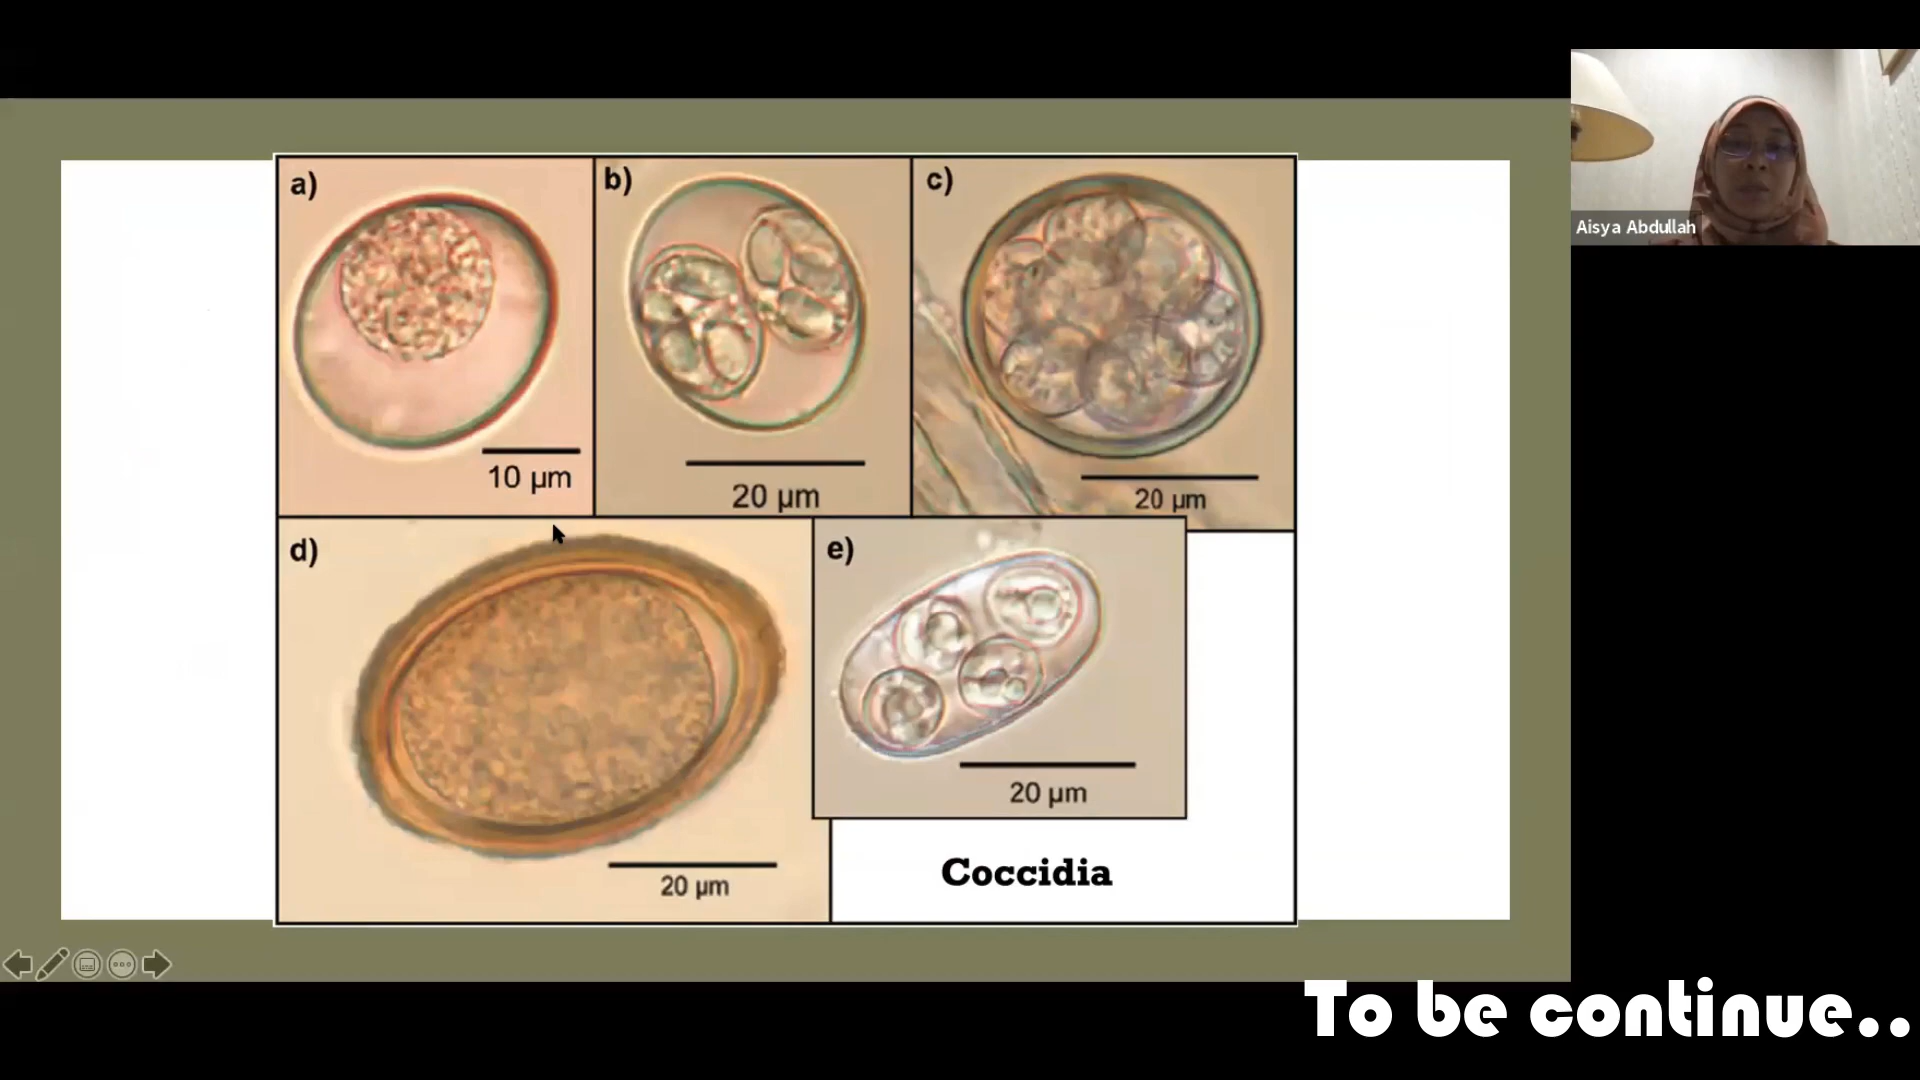 a)
b)
c)
Aisya Abdullah
10 µm
20 µm
20 µm
d)
e)
20 µm
20 µm
Coccidia
To be continue..